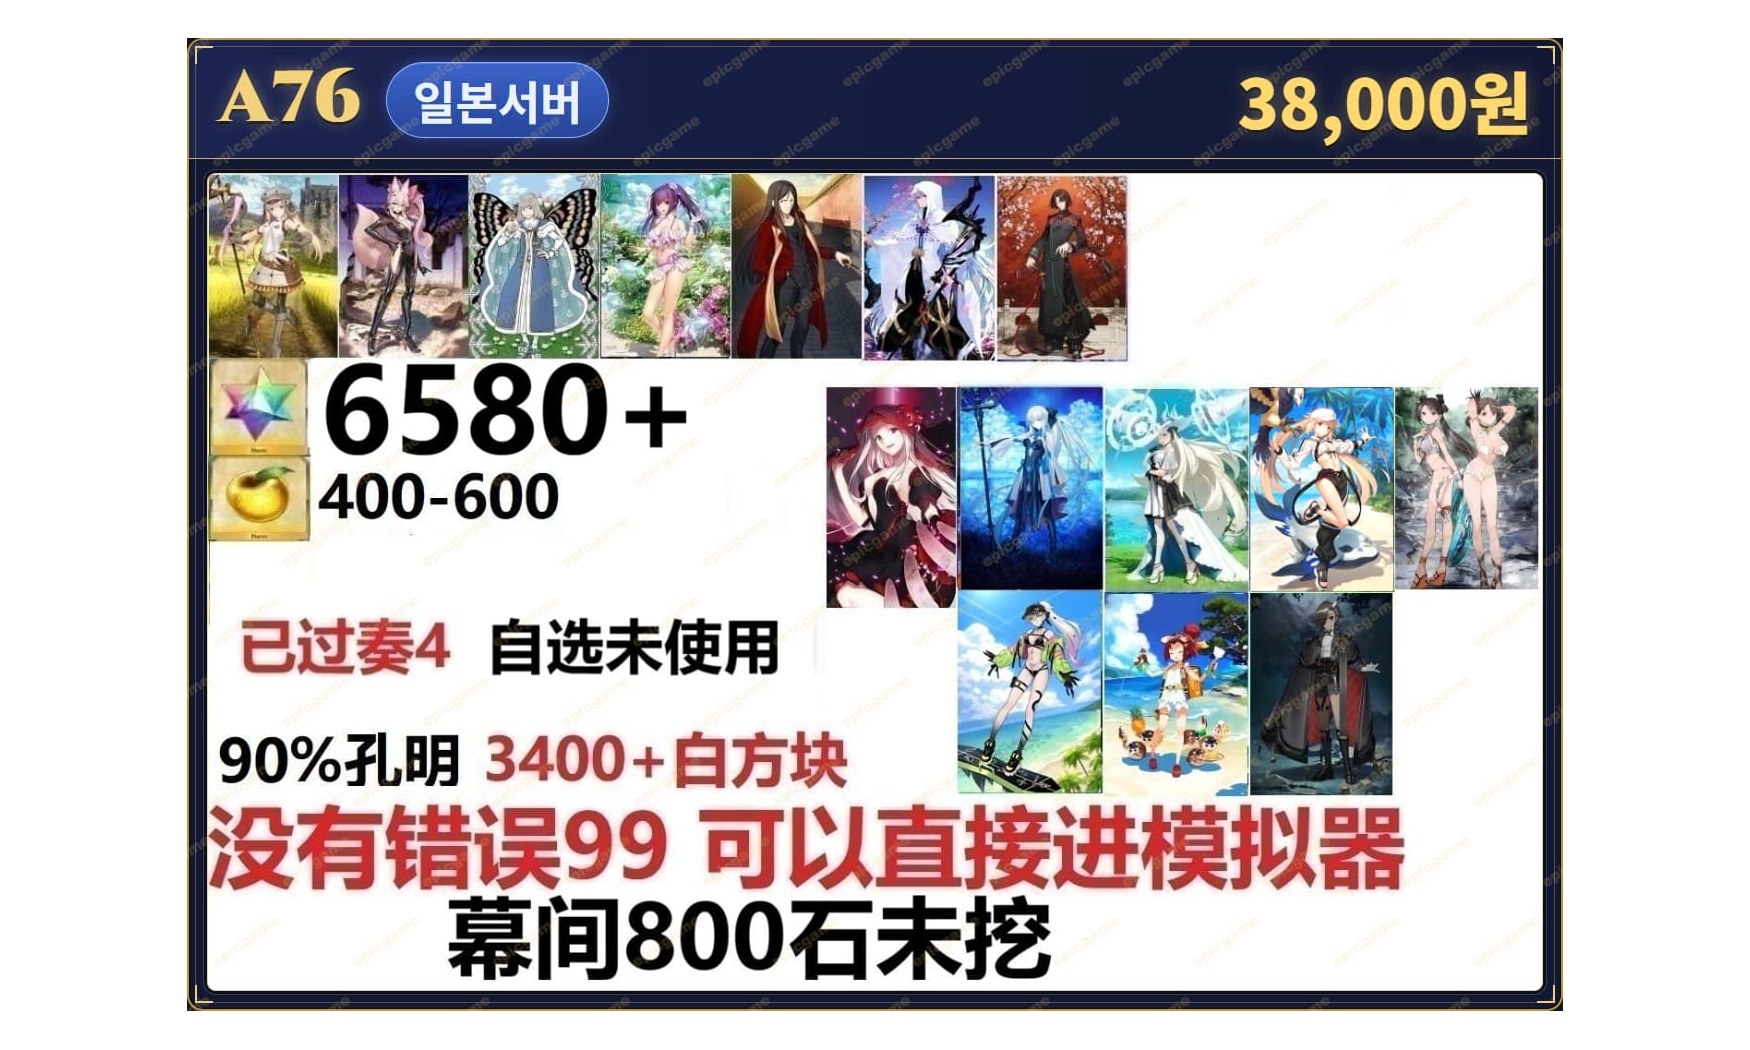 A76 일본서버 38,000원
6580+
400-600
已过奏4 自选未使用
90%孔明 3400+白方块
没有错误99 可以直接进模拟器
幕间800石未挖
epicgame